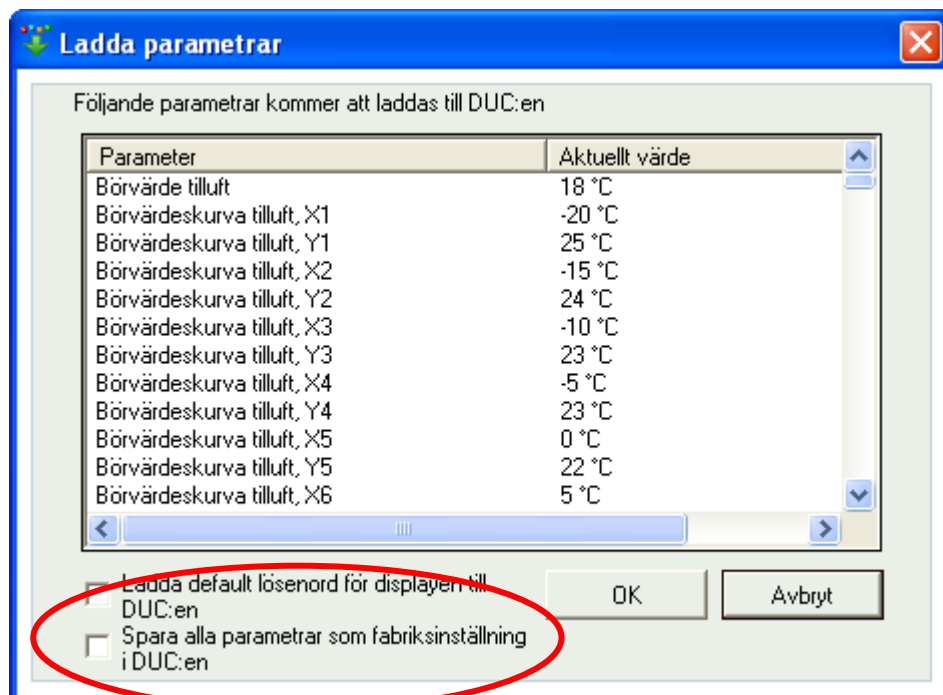 Ladda parametrar
Följande parametrar kommer att laddas till DUC:en
Parameter Aktuellt värde
Börvärde tilluft 18 °C
Börvärdeskurva tilluft, X1 -20 °C
Börvärdeskurva tilluft, Y1 25 °C
Börvärdeskurva tilluft, X2 -15 °C
Börvärdeskurva tilluft, Y2 24 °C
Börvärdeskurva tilluft, X3 -10 °C
Börvärdeskurva tilluft, Y3 23 °C
Börvärdeskurva tilluft, X4 -5 °C
Börvärdeskurva tilluft, Y4 23 °C
Börvärdeskurva tilluft, X5 0 °C
Börvärdeskurva tilluft, Y5 22 °C
Börvärdeskurva tilluft, X6 5 °C
Ladda default lösenord för displayen till
DUC:en
OK Avbryt
Spara alla parametrar som fabriksinställning
i DUC:en